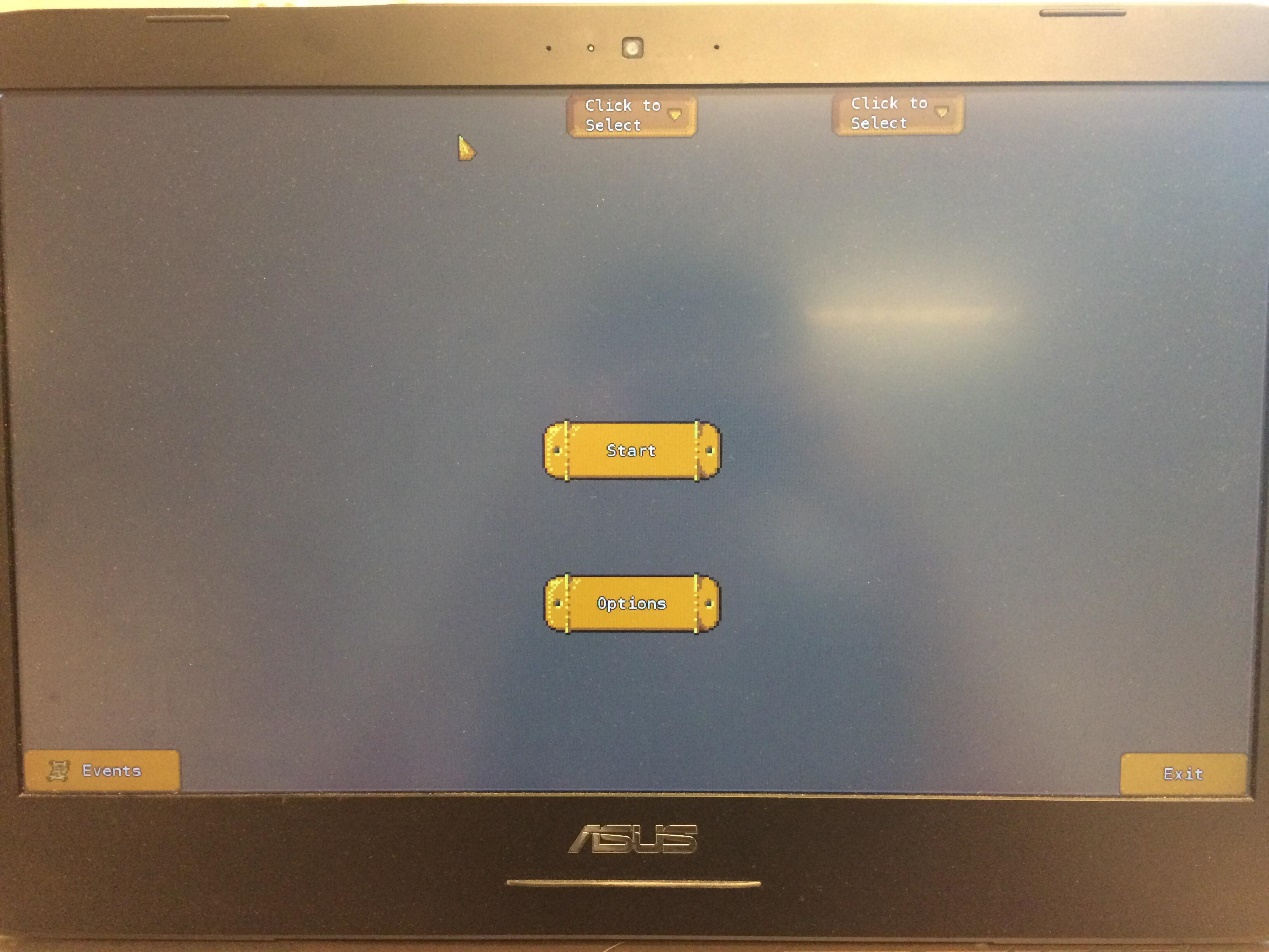 Click to
Select
Click to
Select
Start
Options
Events
Exit
ASUS